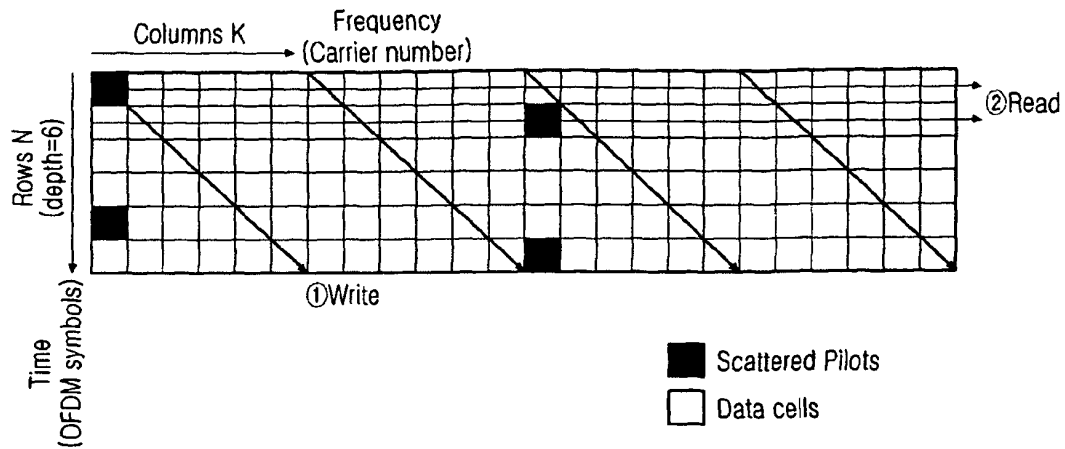 Frequency
Columns K
(Carrier number)
②Read
Rows N
(depth=6)
①Write
Time
(OFDM symbols)
Scattered Pilots
Data cells